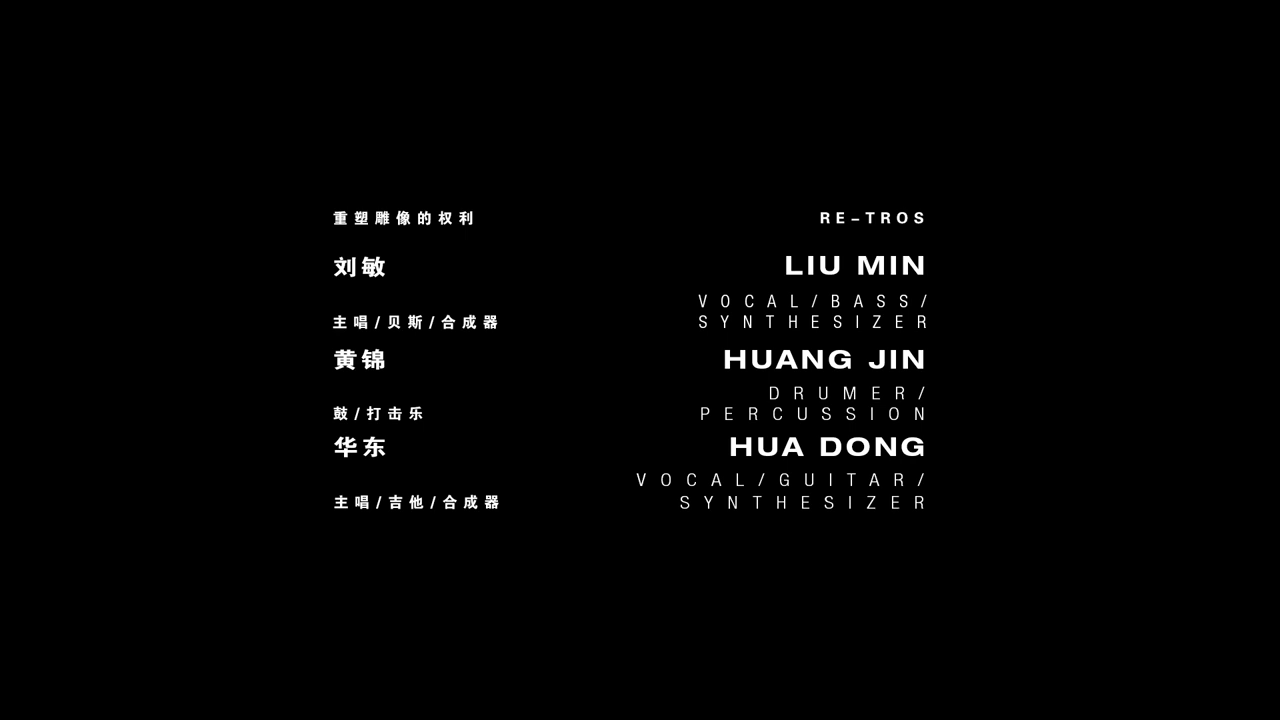 重塑雕像的权利
RE-TROS
刘敏
LIU MIN
主唱/贝斯/合成器
VOCAL/BASS/
SYNTHESIZER
黄锦
HUANG JIN
鼓/打击乐
DRUMER/
PERCUSSION
华东
HUA DONG
主唱/吉他/合成器
VOCAL/GUITAR/
SYNTHESIZER